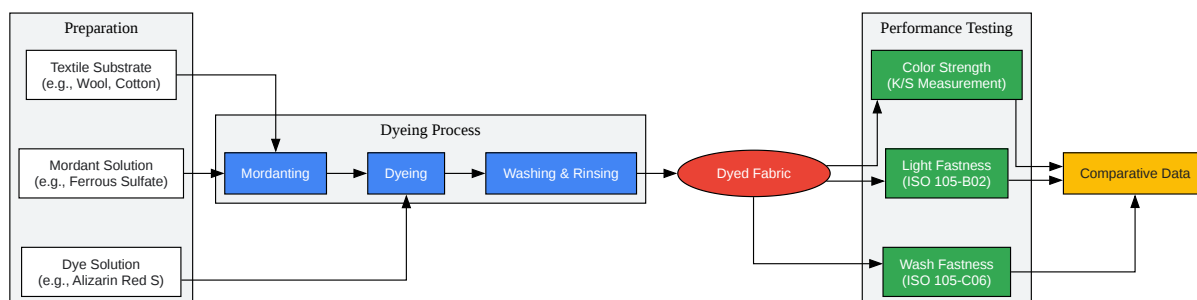 Preparation
Textile Substrate
(e.g., Wool, Cotton)
Mordant Solution
(e.g., Ferrous Sulfate)
Dye Solution
(e.g., Alizarin Red S)
Dyeing Process
Mordanting
Dyeing
Washing & Rinsing
Dyed Fabric
Performance Testing
Color Strength
(K/S Measurement)
Light Fastness
(ISO 105-B02)
Wash Fastness
(ISO 105-C06)
Comparative Data